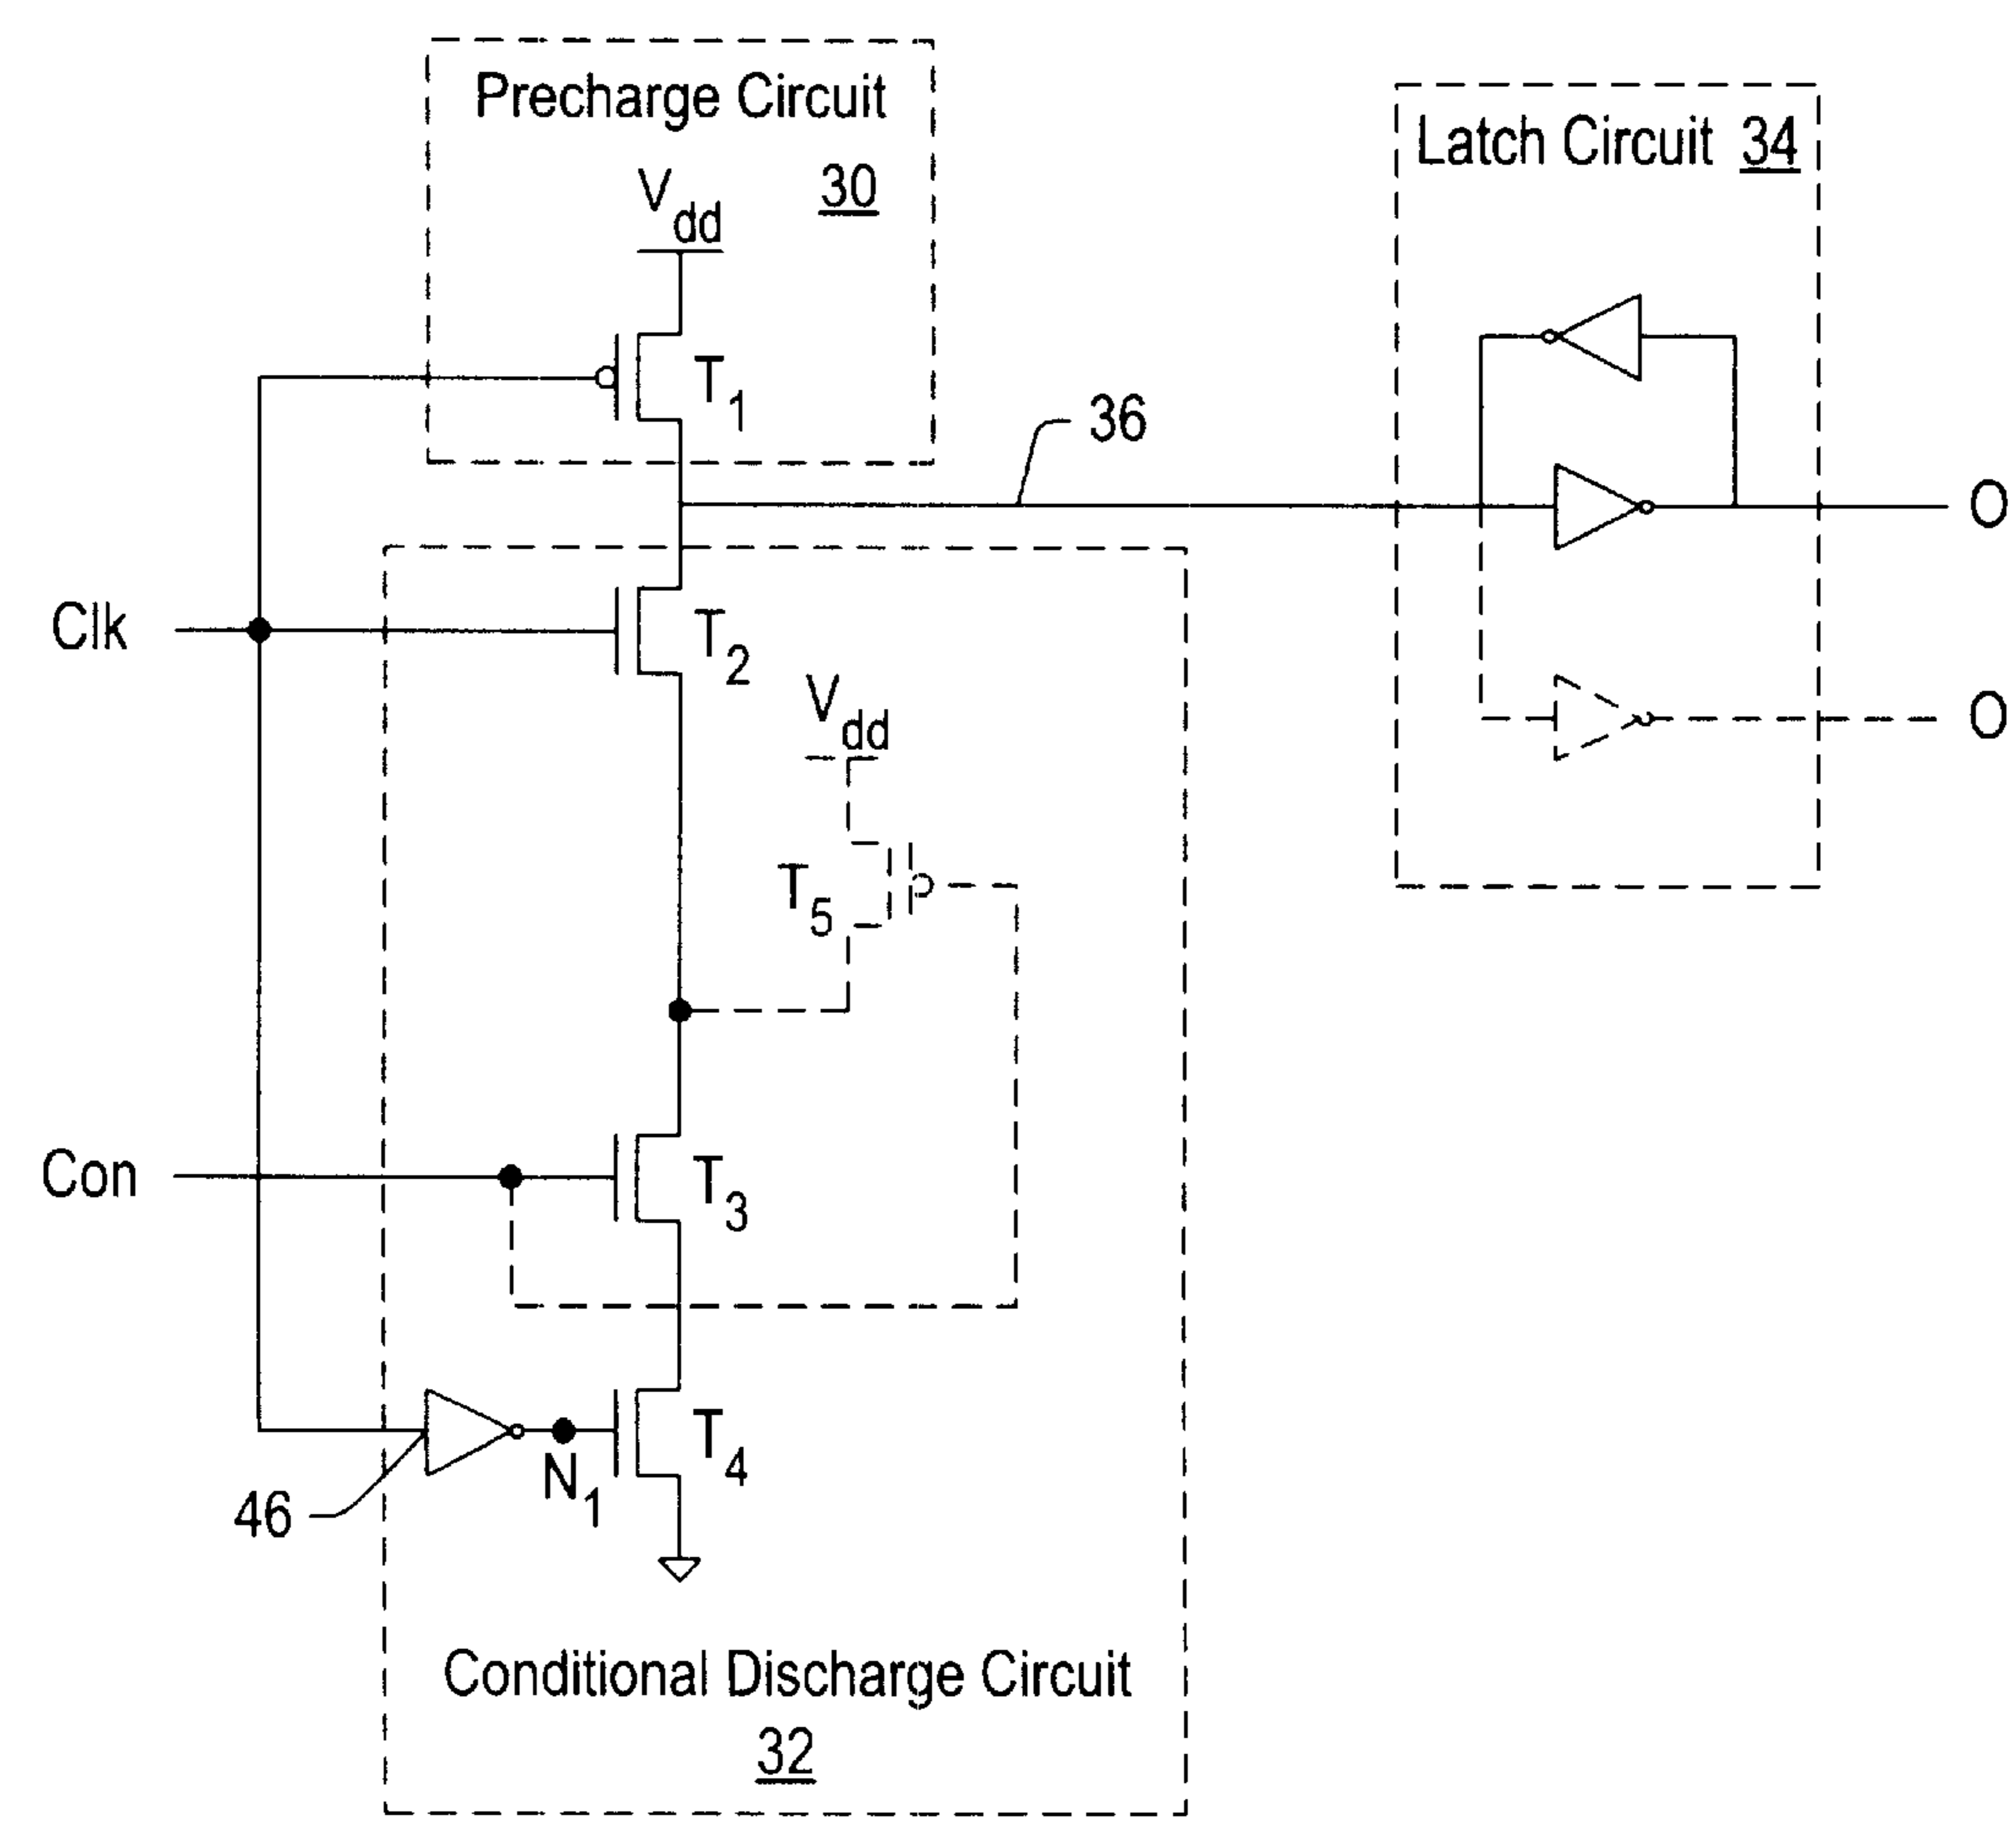 Precharge Circuit
30
Vdd
T1
Latch Circuit 34
36
O
Clk
T2
Vdd
O
T5
Con
T3
46
N1
T4
Conditional Discharge Circuit
32